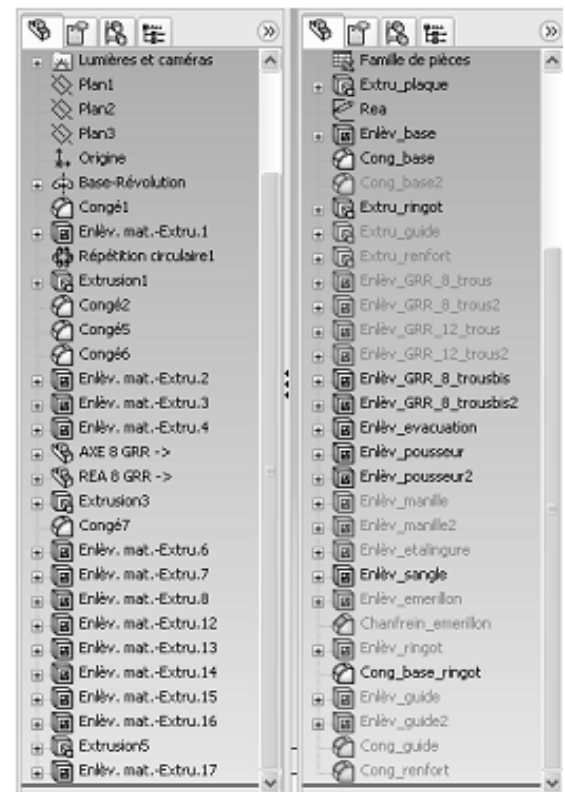 Lumières et caméras
Plan1
Plan2
Plan3
Origine
Base-Révolution
Congé1
Enlèv. mat.-Extru.1
Répétition circulaire1
Extrusion1
Congé2
Congé5
Congé6
Enlèv. mat.-Extru.2
Enlèv. mat.-Extru.3
Enlèv. mat.-Extru.4
AXE 8 GRR ->
REA 8 GRR ->
Extrusion3
Congé7
Enlèv. mat.-Extru.6
Enlèv. mat.-Extru.7
Enlèv. mat.-Extru.8
Enlèv. mat.-Extru.12
Enlèv. mat.-Extru.13
Enlèv. mat.-Extru.14
Enlèv. mat.-Extru.15
Enlèv. mat.-Extru.16
Extrusion5
Enlèv. mat.-Extru.17
Famille de pièces
Extru_plaque
Rea
Enlèv_base
Cong_base
Cong_base2
Extru_ringot
Extru_guide
Extru_renfort
Enlèv_GRR_8_trous
Enlèv_GRR_8_trous2
Enlèv_GRR_12_trous
Enlèv_GRR_12_trous2
Enlèv_GRR_8_trousbis
Enlèv_GRR_8_trousbis2
Enlèv_evacuation
Enlèv_pousseur
Enlèv_pousseur2
Enlèv_manille
Enlèv_manille2
Enlèv_etalingure
Enlèv_sangle
Enlèv_emerillon
Chanfrein_emerillon
Enlèv_ringot
Cong_base_ringot
Enlèv_guide
Enlèv_guide2
Cong_guide
Cong_renfort